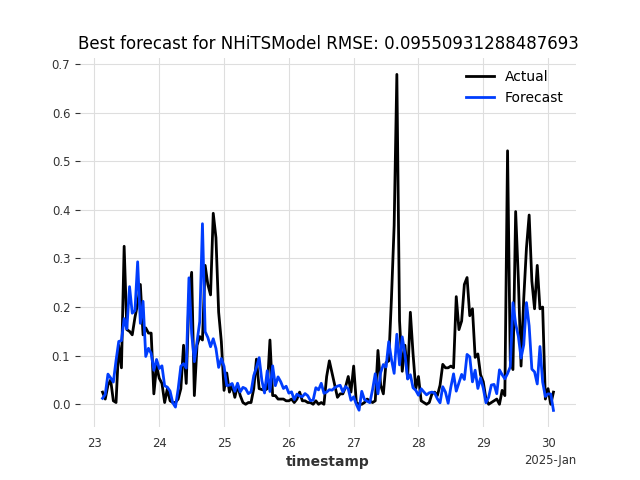 Best forecast for NHiTSModel RMSE: 0.09550931288487693
Actual
Forecast
0.7
0.6
0.5
0.4
0.3
0.2
0.1
0.0
23 24 25 26 27 28 29 30
timestamp
2025-Jan